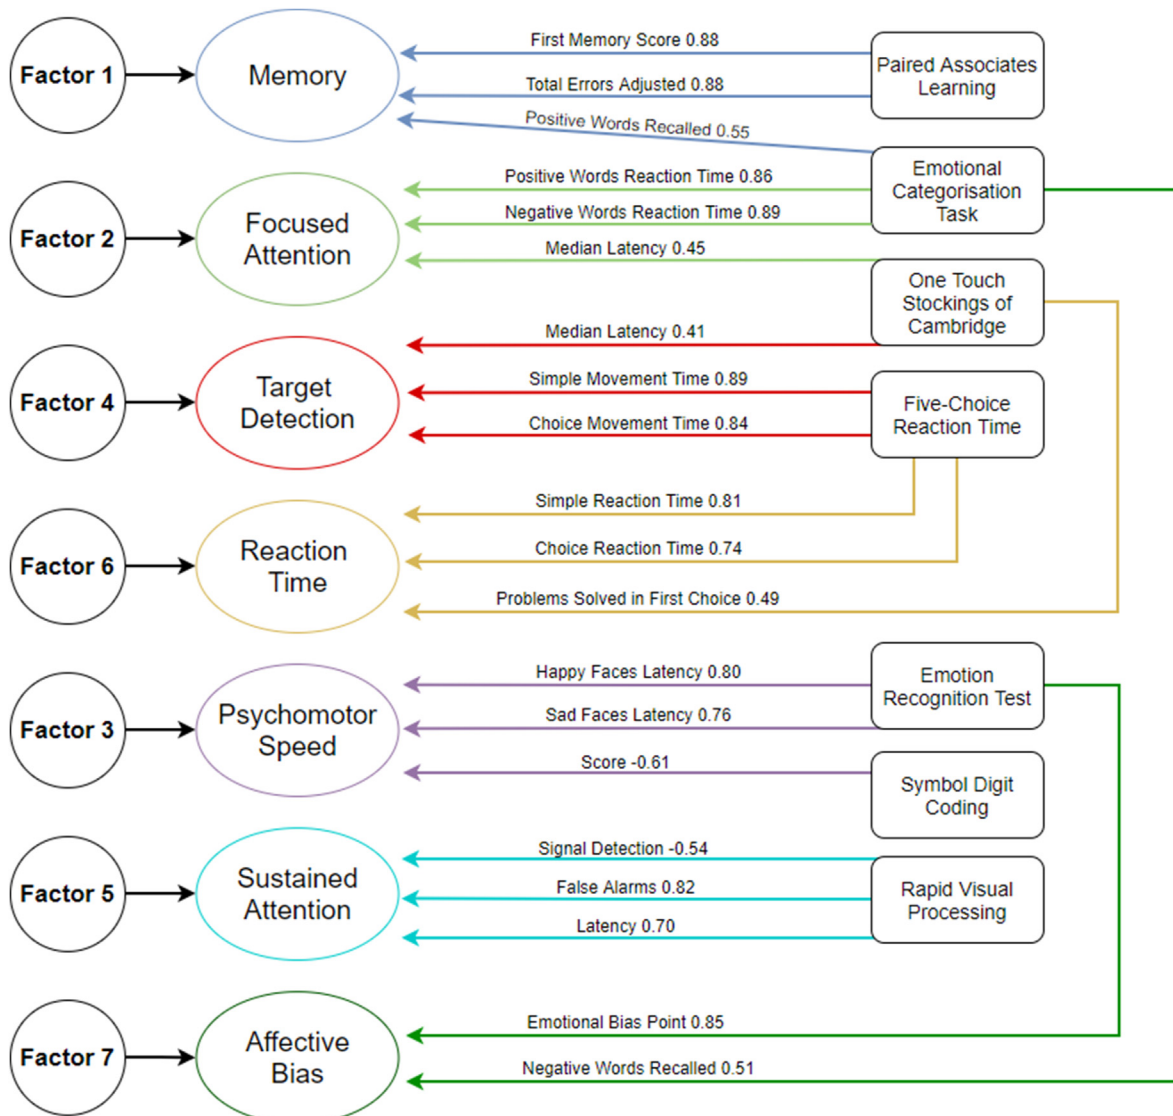 Factor 1
Memory
First Memory Score 0.88
Total Errors Adjusted 0.88
Positive Words Recalled 0.55
Paired Associates
Learning
Factor 2
Focused
Attention
Positive Words Reaction Time 0.86
Negative Words Reaction Time 0.89
Median Latency 0.45
Emotional
Categorisation
Task
One Touch
Stockings of
Cambridge
Factor 4
Target
Detection
Median Latency 0.41
Simple Movement Time 0.89
Choice Movement Time 0.84
Five-Choice
Reaction Time
Factor 6
Reaction
Time
Simple Reaction Time 0.81
Choice Reaction Time 0.74
Problems Solved in First Choice 0.49
Factor 3
Psychomotor
Speed
Happy Faces Latency 0.80
Sad Faces Latency 0.76
Score -0.61
Emotion
Recognition Test
Symbol Digit
Coding
Factor 5
Sustained
Attention
Signal Detection -0.54
False Alarms 0.82
Latency 0.70
Rapid Visual
Processing
Factor 7
Affective
Bias
Emotional Bias Point 0.85
Negative Words Recalled 0.51